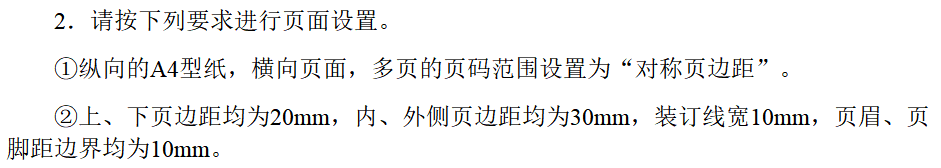 2．请按下列要求进行页面设置。
①纵向的A4型纸，横向页面，多页的页码范围设置为“对称页边距”。
②上、下页边距均为20mm，内、外侧页边距均为30mm，装订线宽10mm，页眉、页
脚距边界均为10mm。